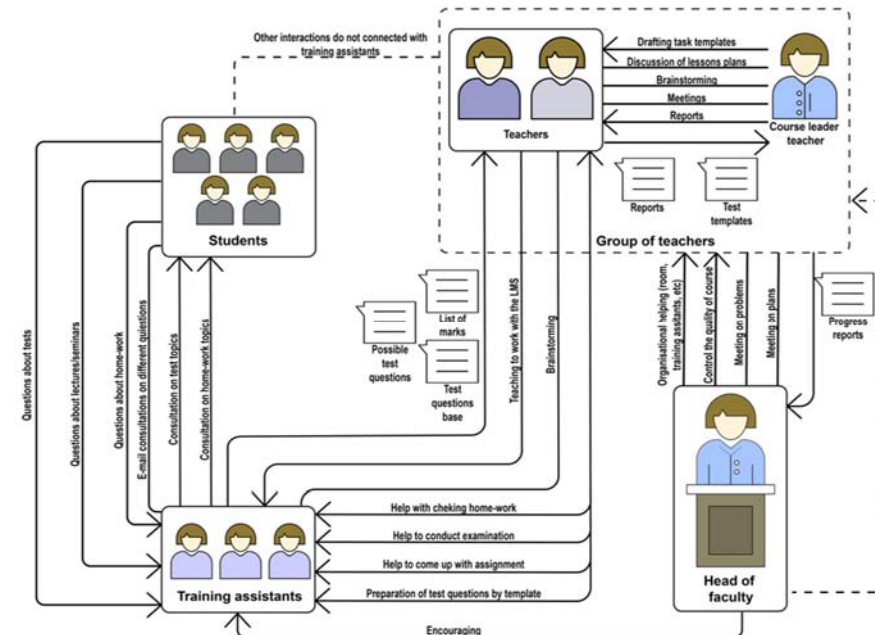 Other interactions do not connected with
training assistants
Drafting task templates
Discussion of lessons plans
Brainstorming
Meetings
Reports
Teachers
Course leader
teacher
Reports
Test
templates
Group of teachers
Students
Questions about tests
Questions about lectures/seminars
Questions about home-work
E-mail consultations on different quiestions
Consultation on test topics
Consultation on home-work topics
List of
marks
Possible
test
questions
Test
questions
base
Teaching to work with the LMS
Brainstorming
Organisational helping (room,
training assitants, etc)
Control the quality of course
Meeting on problems
Meeting on plans
Progress
reports
Help with cheking home-work
Help to conduct examination
Help to come up with assignment
Preparation of test questions by template
Training assistants
Head of
faculty
Encouraging